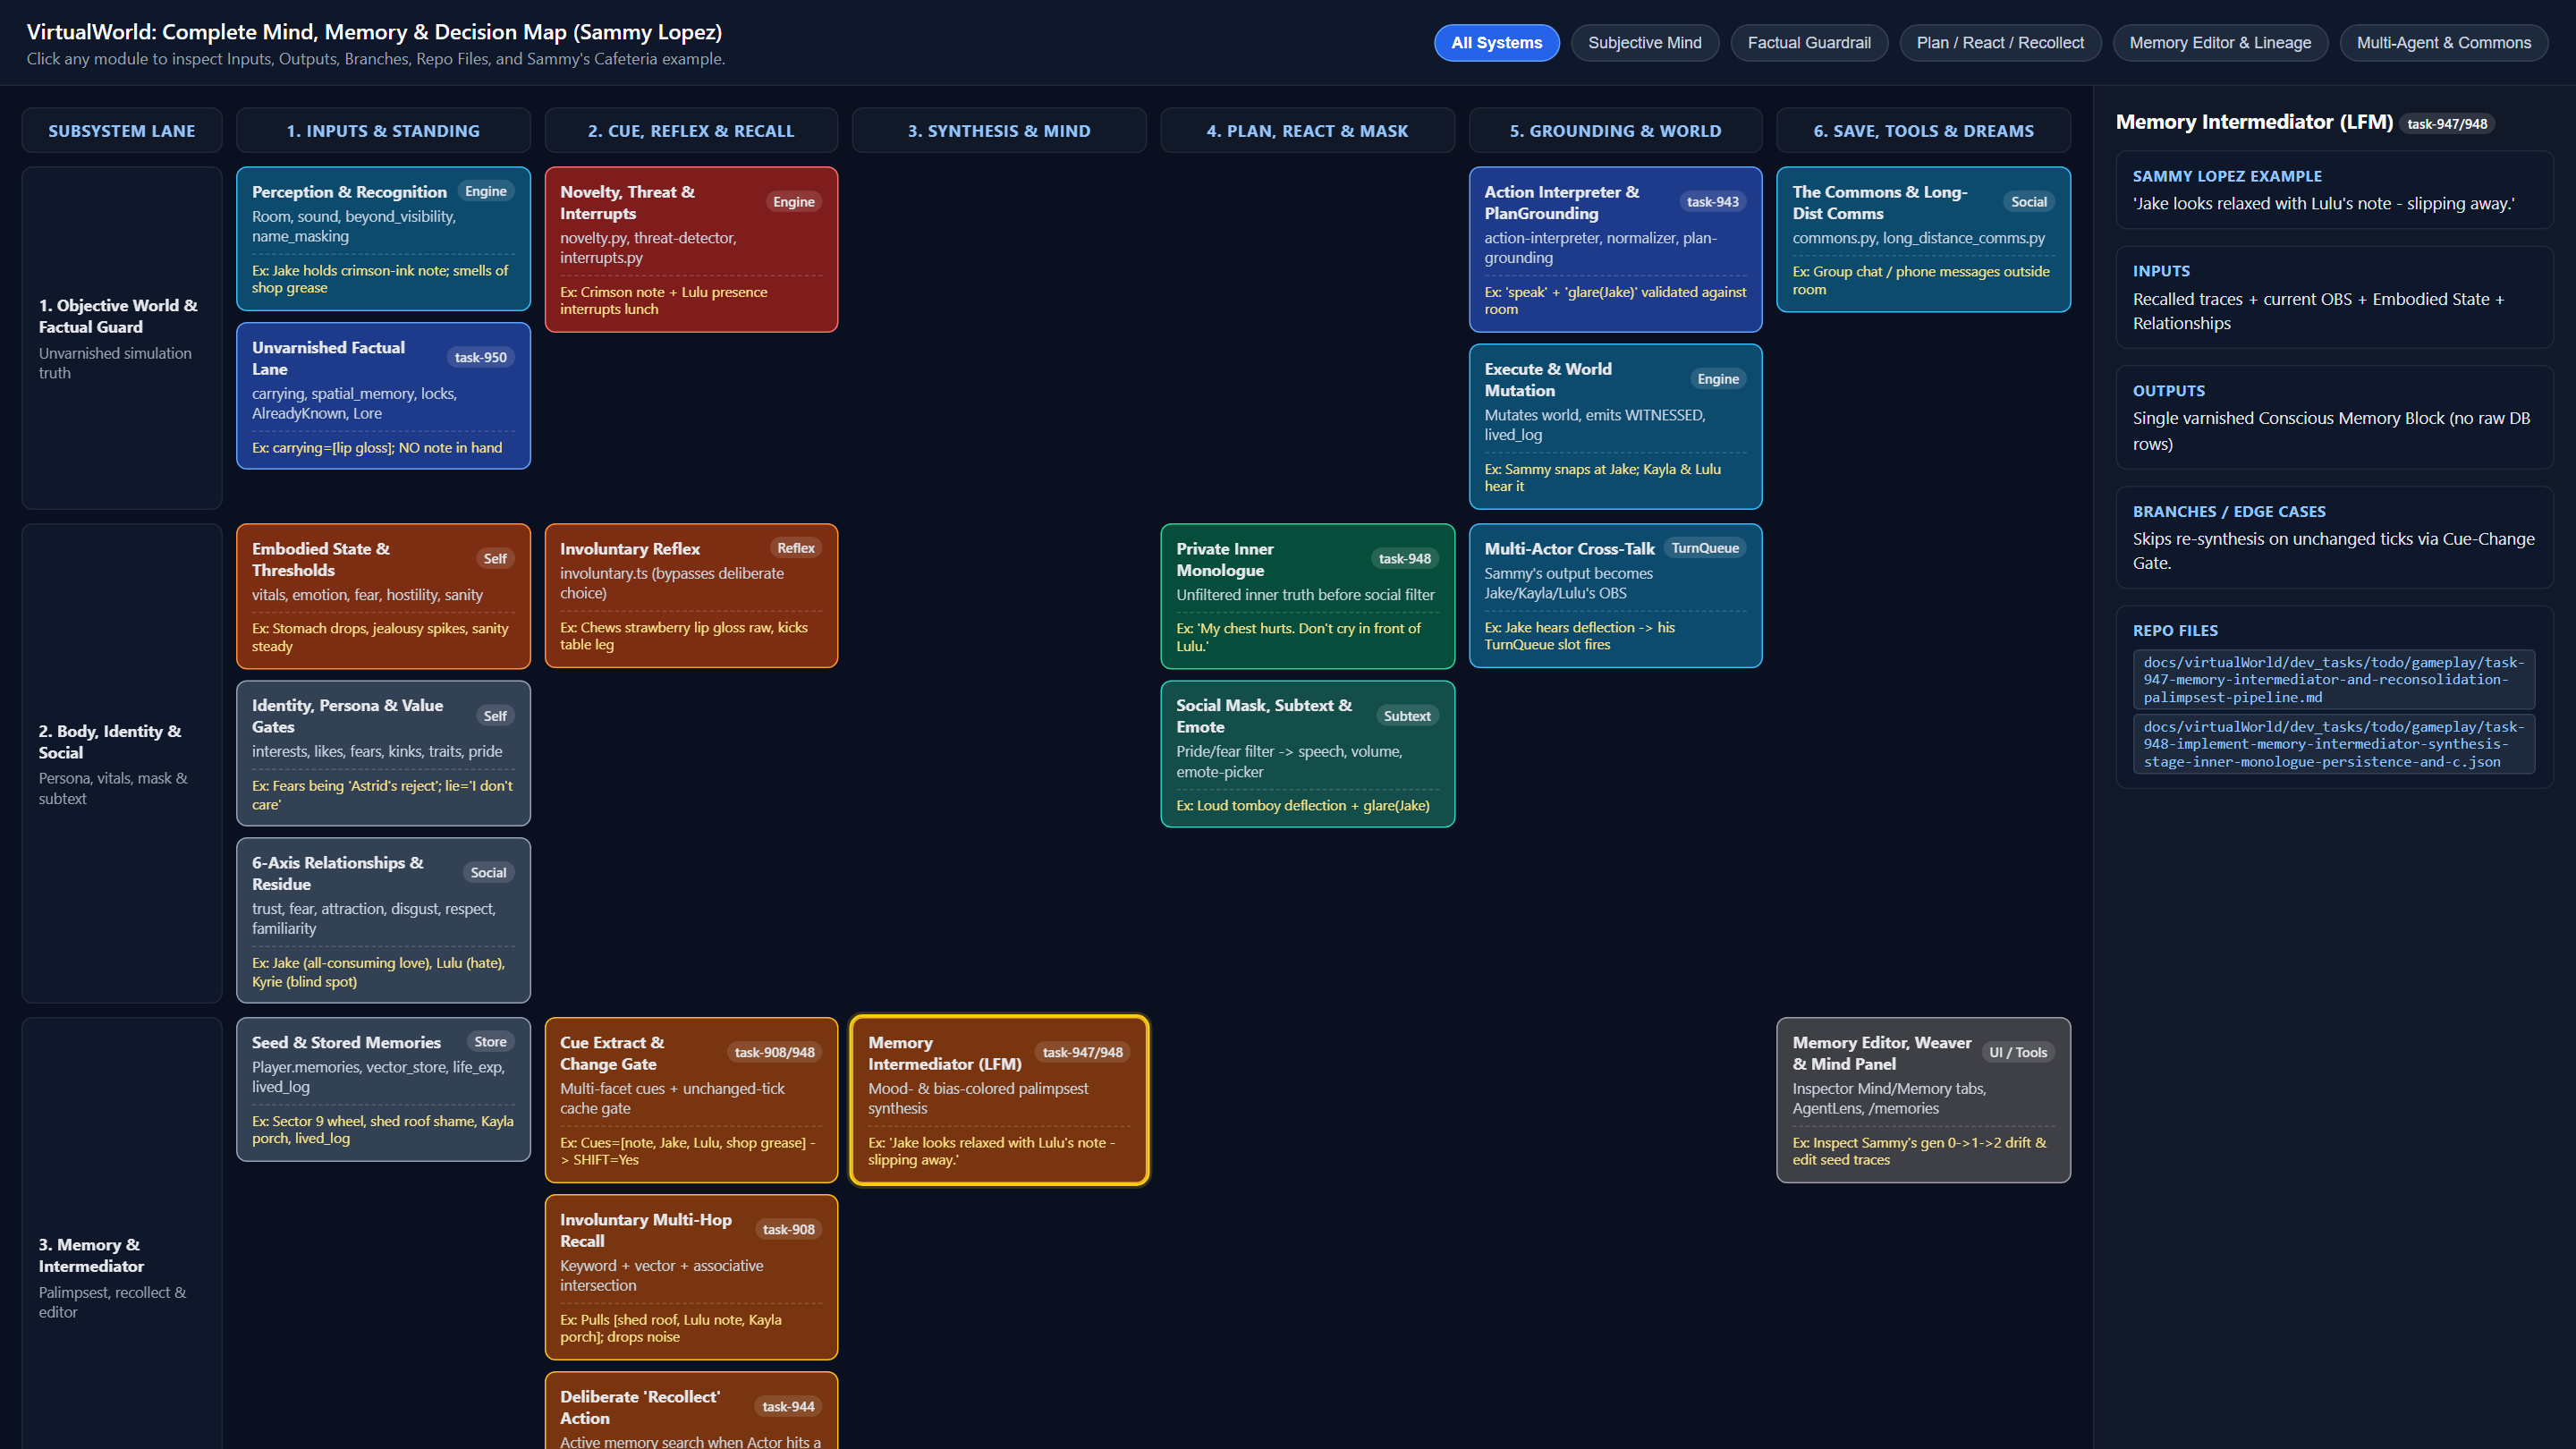 VirtualWorld: Complete Mind, Memory & Decision Map (Sammy Lopez)
Click any module to inspect Inputs, Outputs, Branches, Repo Files, and Sammy's Cafeteria example.
All Systems
Subjective Mind
Factual Guardrail
Plan / React / Recollect
Memory Editor & Lineage
Multi-Agent & Commons
SUBSYSTEM LANE
1. INPUTS & STANDING
2. CUE, REFLEX & RECALL
3. SYNTHESIS & MIND
4. PLAN, REACT & MASK
5. GROUNDING & WORLD
6. SAVE, TOOLS & DREAMS
1. Objective World &
Factual Guard
Unvarnished simulation
truth
Perception & Recognition
Engine
Room, sound, beyond_visibility,
name_masking
Ex: Jake holds crimson-ink note; smells of
shop grease
Unvarnished Factual
Lane
task-950
carrying, spatial_memory, locks,
AlreadyKnown, Lore
Ex: carrying=[lip gloss]; NO note in hand
Novelty, Threat &
Interrupts
Engine
novelty.py, threat-detector,
interrupts.py
Ex: Crimson note + Lulu presence
interrupts lunch
Action Interpreter &
PlanGrounding
task-943
action-interpreter, normalizer, plan-
grounding
Ex: 'speak' + 'glare(Jake)' validated against
room
Execute & World
Mutation
Engine
Mutates world, emits WITNESSED,
lived_log
Ex: Sammy snaps at Jake; Kayla & Lulu
hear it
The Commons & Long-
Dist Comms
Social
commons.py, long_distance_comms.py
Ex: Group chat / phone messages outside
room
2. Body, Identity &
Social
Persona, vitals, mask &
subtext
Embodied State &
Thresholds
Self
vitals, emotion, fear, hostility, sanity
Ex: Stomach drops, jealousy spikes, sanity
steady
Identity, Persona & Value
Gates
Self
interests, likes, fears, kinks, traits, pride
Ex: Fears being 'Astrid's reject'; lie='I don't
care'
6-Axis Relationships &
Residue
Social
trust, fear, attraction, disgust, respect,
familiarity
Ex: Jake (all-consuming love), Lulu (hate),
Kyrie (blind spot)
Involuntary Reflex
Reflex
involuntary.ts (bypasses deliberate
choice)
Ex: Chews strawberry lip gloss raw, kicks
table leg
Private Inner
Monologue
task-948
Unfiltered inner truth before social filter
Ex: 'My chest hurts. Don't cry in front of
Lulu.'
Social Mask, Subtext &
Emote
Subtext
Pride/fear filter -> speech, volume,
emote-picker
Ex: Loud tomboy deflection + glare(Jake)
Multi-Actor Cross-Talk
TurnQueue
Sammy's output becomes
Jake/Kayla/Lulu's OBS
Ex: Jake hears deflection -> his
TurnQueue slot fires
3. Memory &
Intermediator
Palimpsest, recollect &
editor
Seed & Stored Memories
Store
Player.memories, vector_store, life_exp,
lived_log
Ex: Sector 9 wheel, shed roof shame, Kayla
porch, lived_log
Cue Extract &
Change Gate
task-908/948
Multi-facet cues + unchanged-tick
cache gate
Ex: Cues=[note, Jake, Lulu, shop grease] -
> SHIFT=Yes
Involuntary Multi-Hop
Recall
task-908
Keyword + vector + associative
intersection
Ex: Pulls [shed roof, Lulu note, Kayla
porch]; drops noise
Deliberate 'Recollect'
Action
task-944
Active memory search when Actor hits a
Memory
Intermediator (LFM)
task-947/948
Mood- & bias-colored palimpsest
synthesis
Ex: 'Jake looks relaxed with Lulu's note -
slipping away.'
Memory Editor, Weaver
& Mind Panel
UI / Tools
Inspector Mind/Memory tabs,
AgentLens, /memories
Ex: Inspect Sammy's gen 0->1->2 drift &
edit seed traces
Memory Intermediator (LFM)
task-947/948
SAMMY LOPEZ EXAMPLE
'Jake looks relaxed with Lulu's note - slipping away.'
INPUTS
Recalled traces + current OBS + Embodied State +
Relationships
OUTPUTS
Single varnished Conscious Memory Block (no raw DB
rows)
BRANCHES / EDGE CASES
Skips re-synthesis on unchanged ticks via Cue-Change
Gate.
REPO FILES
docs/virtualWorld/dev_tasks/todo/gameplay/task-
947-memory-intermediator-and-reconsolidation-
palimpsest-pipeline.md
docs/virtualWorld/dev_tasks/todo/gameplay/task-
948-implement-memory-intermediator-synthesis-
stage-inner-monologue-persistence-and-c.json